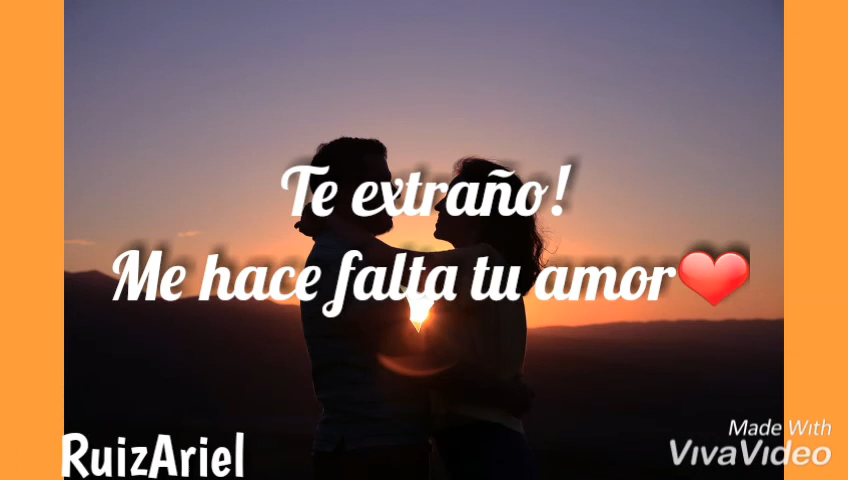 Te extraño!
Me hace falta tu amor❤
RuizAriel
Made With
VivaVideo